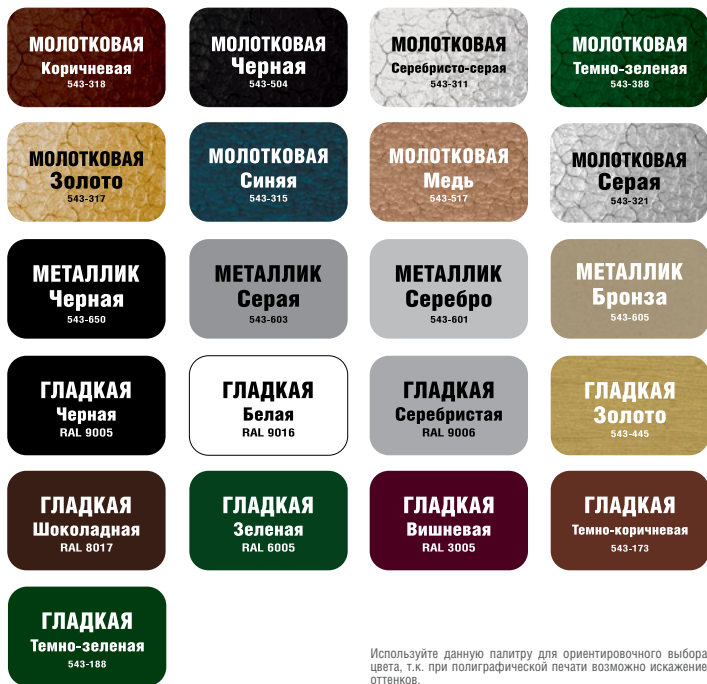 МОЛОТКОВАЯ
Коричневая
543-318
МОЛОТКОВАЯ
Черная
543-504
МОЛОТКОВАЯ
Серебристо-серая
543-311
МОЛОТКОВАЯ
Темно-зеленая
543-388
МОЛОТКОВАЯ
Золото
543-317
МОЛОТКОВАЯ
Синяя
543-315
МОЛОТКОВАЯ
Медь
543-517
МОЛОТКОВАЯ
Серая
543-321
МЕТАЛЛИК
Черная
543-650
МЕТАЛЛИК
Серая
543-603
МЕТАЛЛИК
Серебро
543-601
МЕТАЛЛИК
Бронза
543-605
ГЛАДКАЯ
Черная
RAL 9005
ГЛАДКАЯ
Белая
RAL 9016
ГЛАДКАЯ
Серебристая
RAL 9006
ГЛАДКАЯ
Золото
543-445
ГЛАДКАЯ
Шоколадная
RAL 8017
ГЛАДКАЯ
Зеленая
RAL 6005
ГЛАДКАЯ
Вишневая
RAL 3005
ГЛАДКАЯ
Темно-коричневая
543-173
ГЛАДКАЯ
Темно-зеленая
543-188
Используйте данную палитру для ориентировочного выбора
цвета, т.к. при полиграфической печати возможно искажение
оттенков.